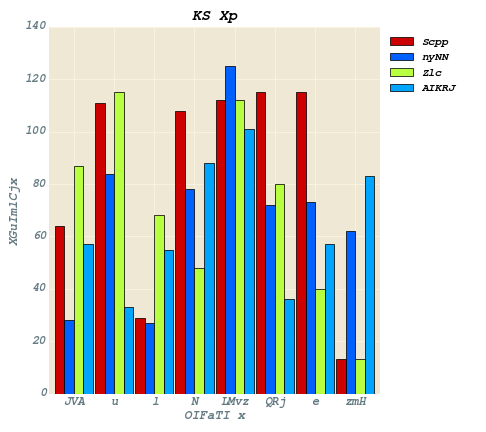 KS Xp
140
120
100
80
60
40
20
0
XGuImlCjx
JVA u l N LMvz QRj e zmH
OIFaTI x
Scpp
nyNN
Zlc
AIKRJ